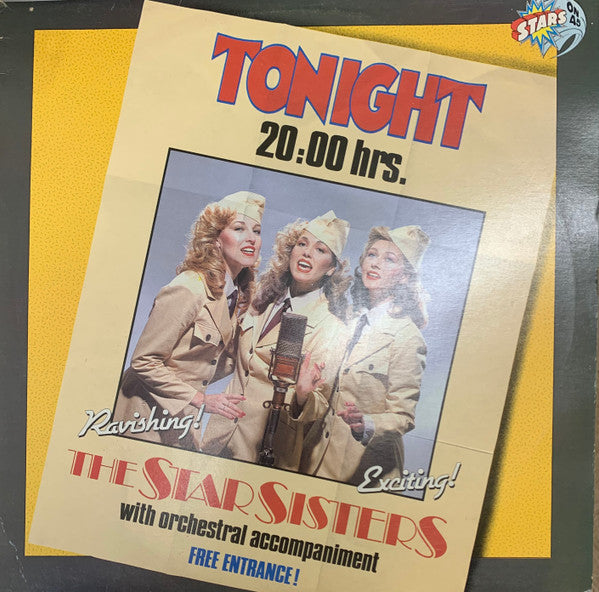 STARS
ON 45
TONIGHT
20:00 hrs.
Ravishing!
Exciting!
THE STAR SISTERS
with orchestral accompaniment
FREE ENTRANCE!